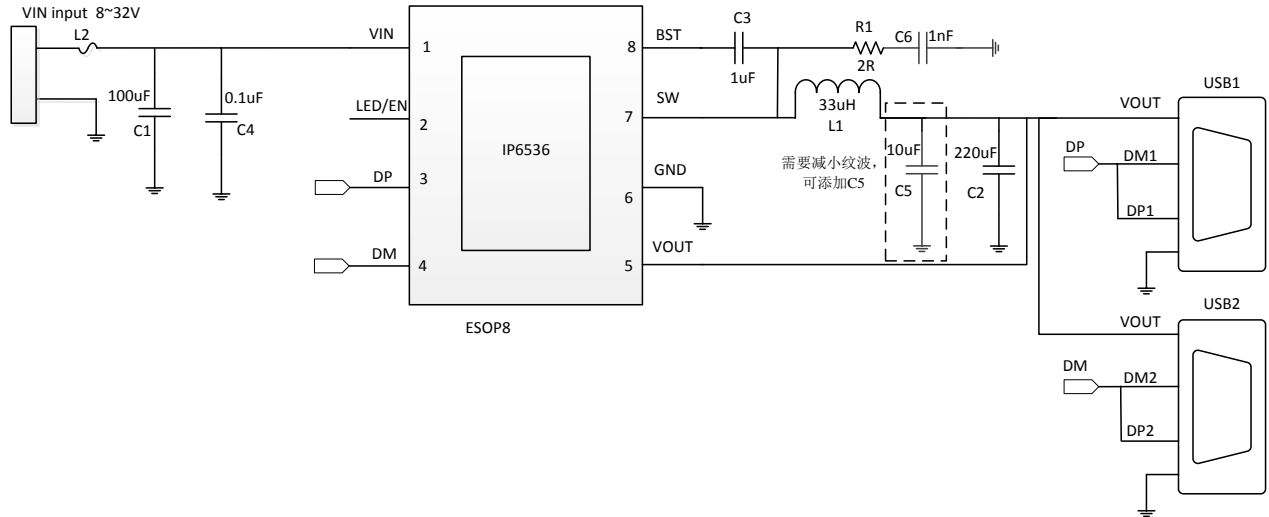 VIN input 8~32V
L2
100uF
C1
0.1uF
C4
VIN
1
LED/EN
2
DP
3
DM
4
IP6536
ESOP8
BST
8
SW
7
GND
6
VOUT
5
C3
1uF
R1
2R
C6
1nF
33uH
L1
需要减小纹波，
可添加C5
10uF
C5
220uF
C2
USB1
VOUT
DP
DM1
DP1
USB2
VOUT
DM
DM2
DP2